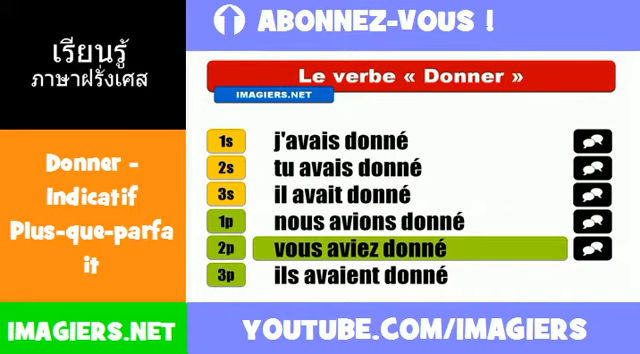 เรียนรู้
ภาษาฝรั่งเศส
Donner -
Indicatif
Plus-que-parfa
it
IMAGIERS.NET
ABONNEZ-VOUS !
Le verbe « Donner »
IMAGIERS.NET
1s j'avais donné
2s tu avais donné
3s il avait donné
1p nous avions donné
2p vous aviez donné
3p ils avaient donné
YOUTUBE.COM/IMAGIERS